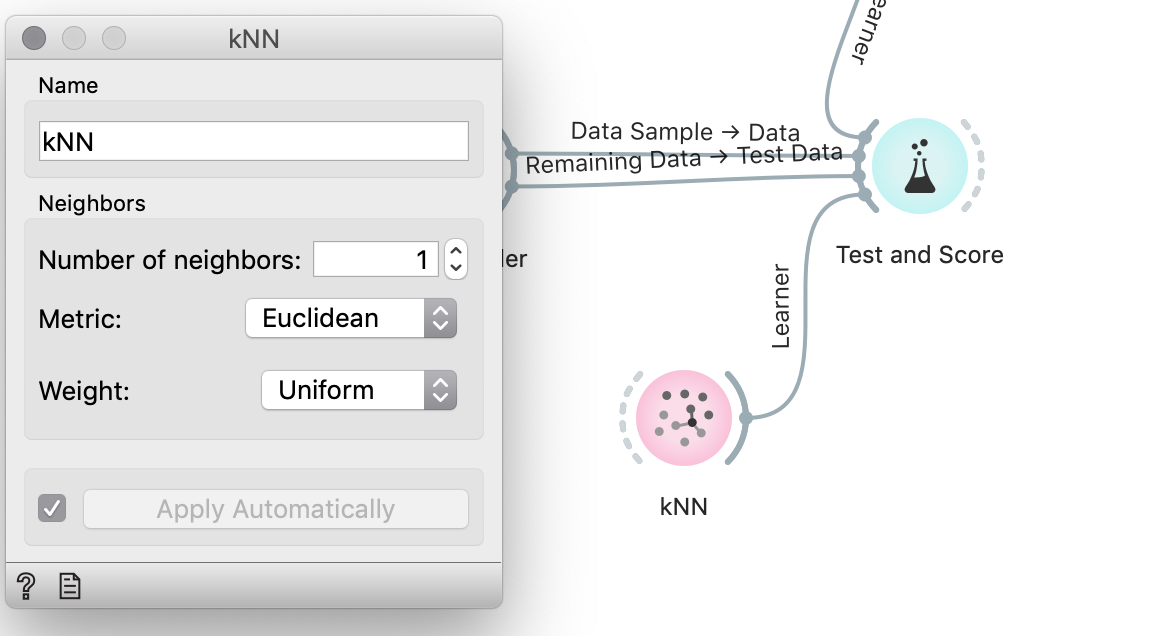 kNN
Name
kNN
Neighbors
Number of neighbors: 1
Metric: Euclidean
Weight: Uniform
Apply Automatically
earner
Data Sample → Data
Remaining Data → Test Data
ler
Test and Score
Learner
kNN